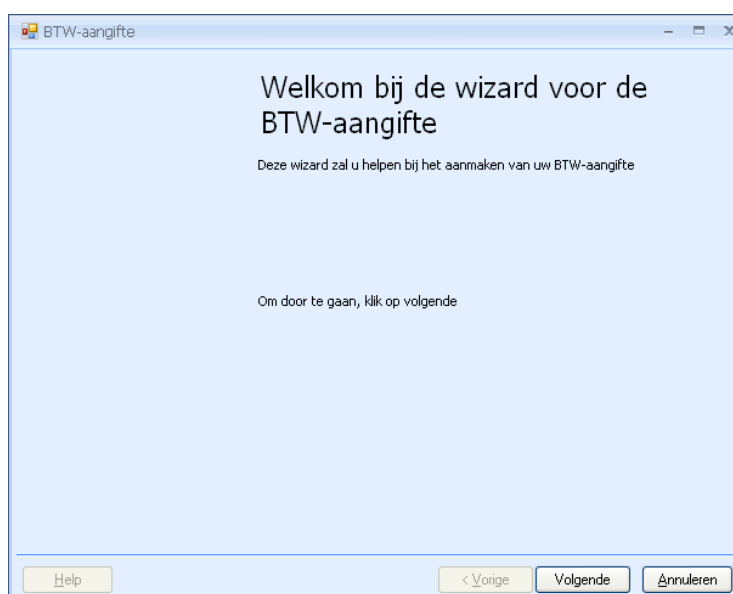 BTW-aangifte
Welkom bij de wizard voor de
BTW-aangifte
Deze wizard zal u helpen bij het aanmaken van uw BTW-aangifte
Om door te gaan, klik op volgende
Help
< Vorige
Volgende
Annuleren